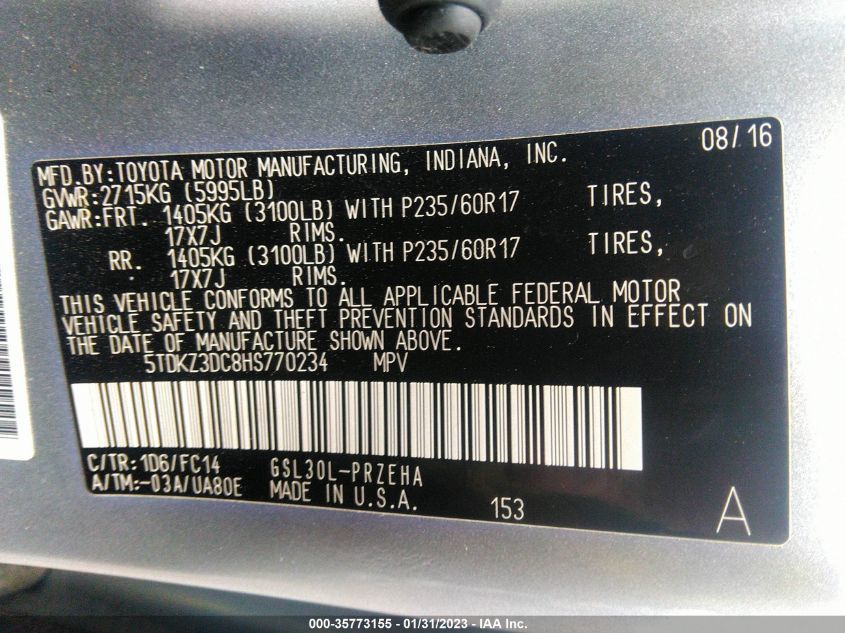 08/16
MFD.BY:TOYOTA MOTOR MANUFACTURING, INDIANA, INC.
GVWR:2715KG (5995LB)
GAWR:FRT. 1405KG (3100LB) WITH P235/60R17 TIRES,
17X7J RIMS.
RR. 1405KG (3100LB) WITH P235/60R17 TIRES,
17X7J RIMS.
THIS VEHICLE CONFORMS TO ALL APPLICABLE FEDERAL MOTOR
VEHICLE SAFETY AND THEFT PREVENTION STANDARDS IN EFFECT ON
THE DATE OF MANUFACTURE SHOWN ABOVE.
5TDKZ3DC8HS770234 MPV
C/TR:1D6/FC14 GSL30L-PRZEHA
A/TM:-03A/UA80E MADE IN U.S.A.
153 A
000-35773155 - 01/31/2023 - IAA Inc.